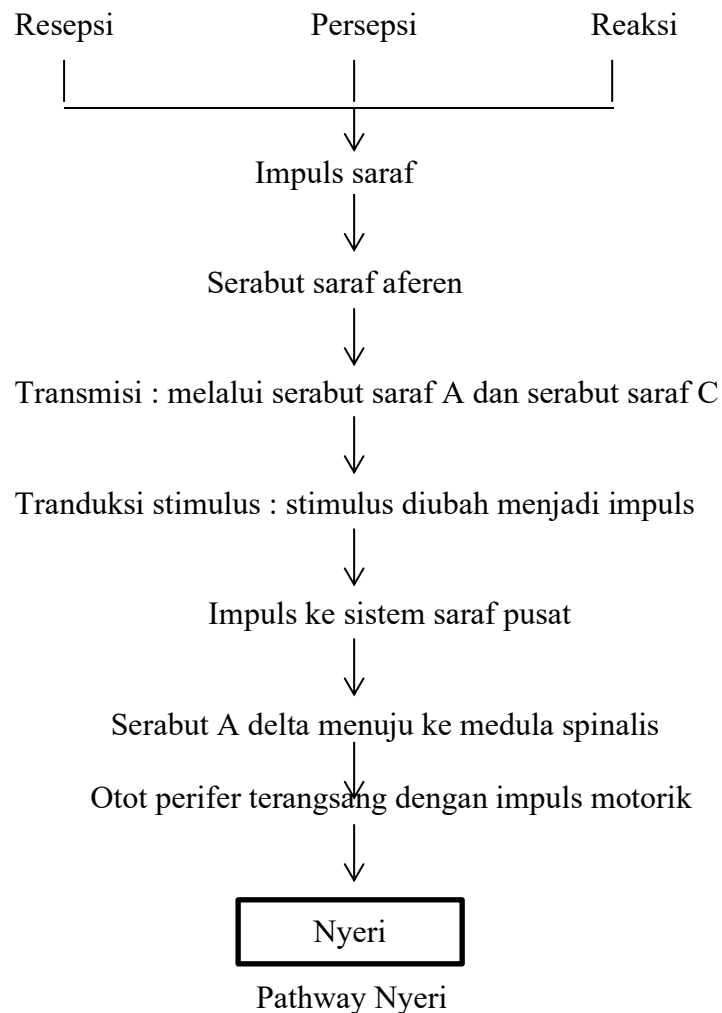 Resepsi Persepsi Reaksi
Impuls saraf
Serabut saraf aferen
Transmisi : melalui serabut saraf A dan serabut saraf C
Tranduksi stimulus : stimulus diubah menjadi impuls
Impuls ke sistem saraf pusat
Serabut A delta menuju ke medula spinalis
Otot perifer terangsang dengan impuls motorik
Nyeri
Pathway Nyeri